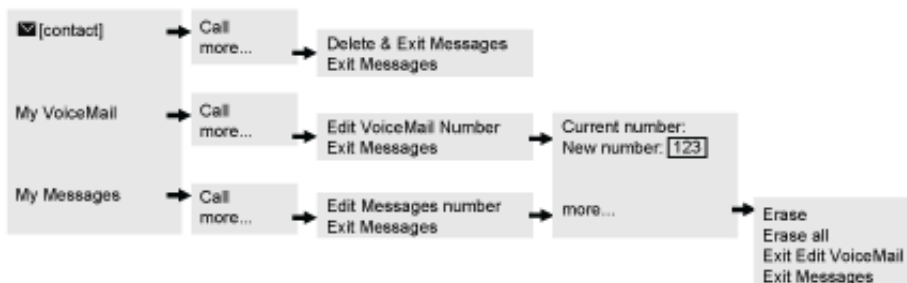 [contact]
Call
more...
Delete & Exit Messages
Exit Messages
My VoiceMail
Call
more...
Edit VoiceMail Number
Exit Messages
Current number:
New number: 123
My Messages
Call
more...
Edit Messages number
Exit Messages
more...
Erase
Erase all
Exit Edit VoiceMail
Exit Messages